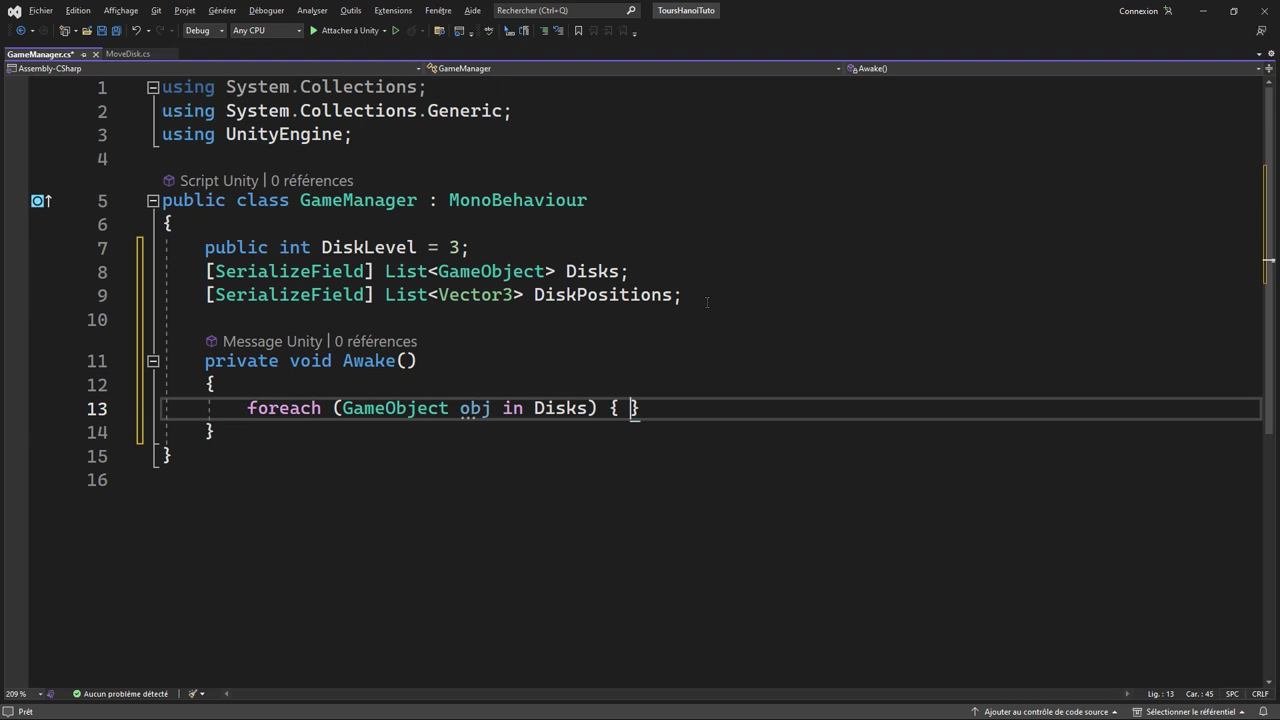 Fichier Edition Affichage Git Projet Générer Déboguer Analyser Outils Extensions Fenêtre Aide Rechercher (Ctrl+Q) ToursHanoiTuto Connexion
Debug Any CPU Attacher à Unity
GameManager.cs* MoveDisk.cs
Assembly-CSharp GameManager Awake()
1 using System.Collections;
2 using System.Collections.Generic;
3 using UnityEngine;
4
Script Unity | 0 références
5 public class GameManager : MonoBehaviour
6 {
7 public int DiskLevel = 3;
8 [SerializeField] List<GameObject> Disks;
9 [SerializeField] List<Vector3> DiskPositions;
10
Message Unity | 0 références
11 private void Awake()
12 {
13 foreach (GameObject obj in Disks) { }
14 }
15 }
16
209 % Aucun problème détecté Lig. : 13 Car. : 45 SPC CRLF
Prêt Ajouter au contrôle de code source Sélectionner le référentiel